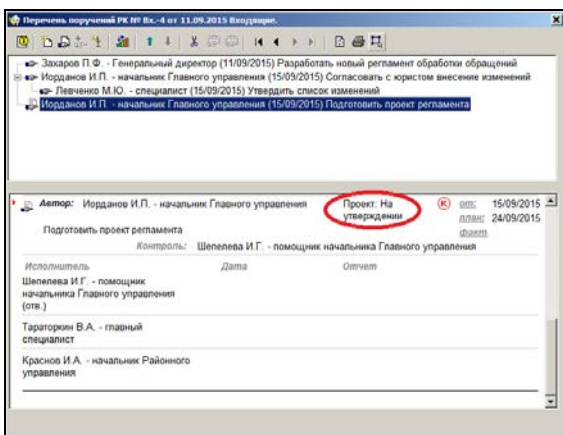 Перечень поручений РК № Вх.-4 от 11.09.2015 Входящие.
Захаров П.Ф. - Генеральный директор (11/09/2015) Разработать новый регламент обработки обращений
Иорданов И.П. - начальник Главного управления (15/09/2015) Согласовать с юристом внесение изменений
Левченко М.Ю. - специалист (15/09/2015) Утвердить список изменений
Иорданов И.П. - начальник Главного управления (15/09/2015) Подготовить проект регламента
Автор: Иорданов И.П. - начальник Главного управления Проект: На К от: 15/09/2015
утверждении план: 24/09/2015
Подготовить проект регламента факт:
Контроль: Шепелева И.Г. - помощник начальника Главного управления
Исполнитель Дата Отчет
Шепелева И.Г. - помощник
начальника Главного управления
(отв.)
Тараторкин В.А. - главный
специалист
Краснов И.А. - начальник Районного
управления